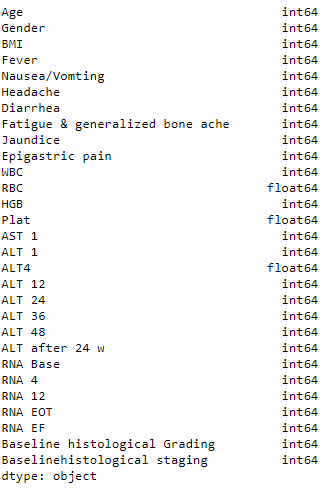 Age int64
Gender int64
BMI int64
Fever int64
Nausea/Vomting int64
Headache int64
Diarrhea int64
Fatigue & generalized bone ache int64
Jaundice int64
Epigastric pain int64
WBC int64
RBC float64
HGB int64
Plat float64
AST 1 int64
ALT 1 int64
ALT4 float64
ALT 12 int64
ALT 24 int64
ALT 36 int64
ALT 48 int64
ALT after 24 w int64
RNA Base int64
RNA 4 int64
RNA 12 int64
RNA EOT int64
RNA EF int64
Baseline histological Grading int64
Baselinehistological staging int64
dtype: object